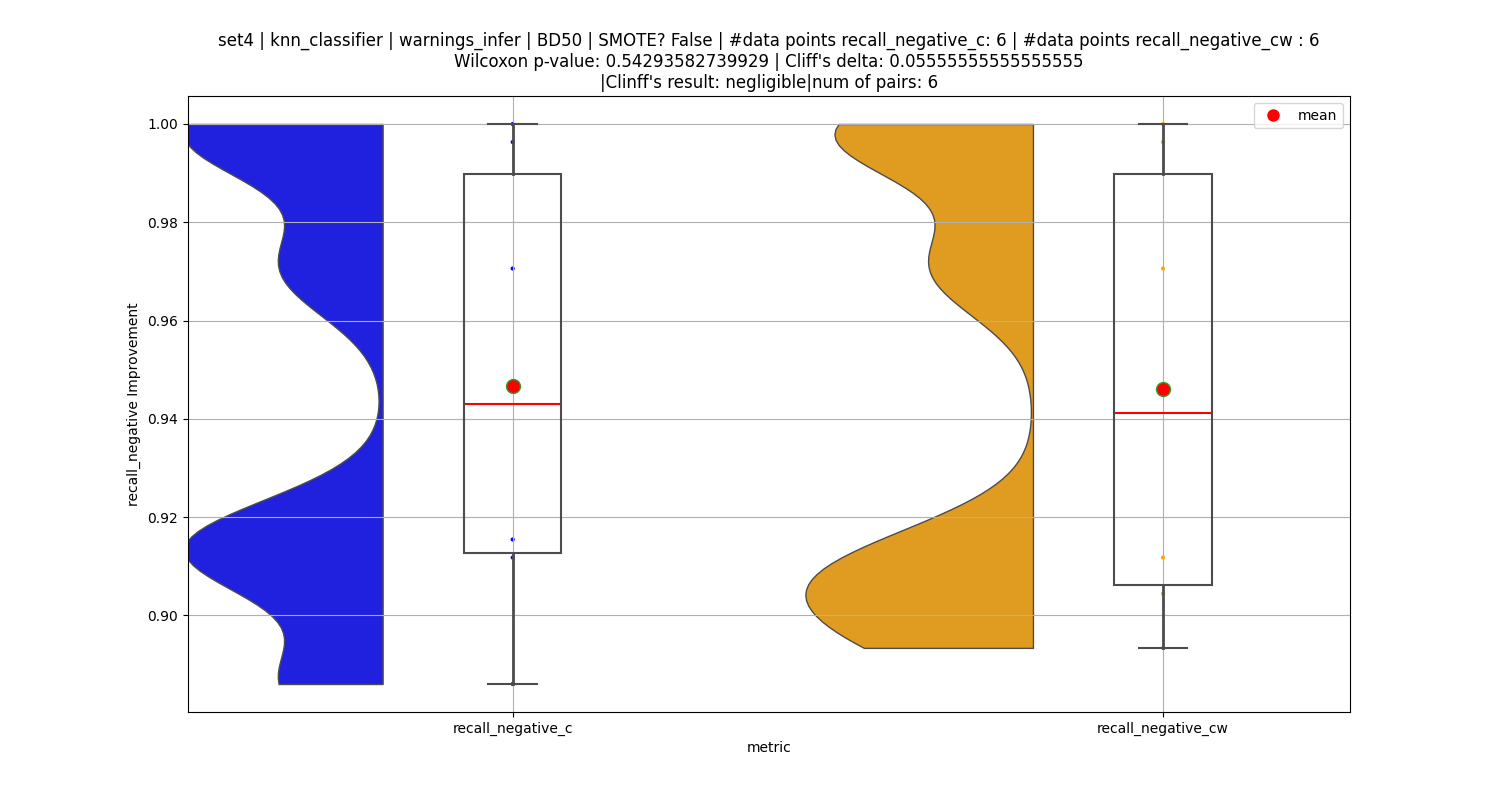 set4 | knn_classifier | warnings_infer | BD50 | SMOTE? False | #data points recall_negative_c: 6 | #data points recall_negative_cw : 6
Wilcoxon p-value: 0.54293582739929 | Cliff's delta: 0.05555555555555555
|Clinff's result: negligible|num of pairs: 6
mean
1.00
0.98
0.96
0.94
0.92
0.90
recall_negative Improvement
recall_negative_c
recall_negative_cw
metric